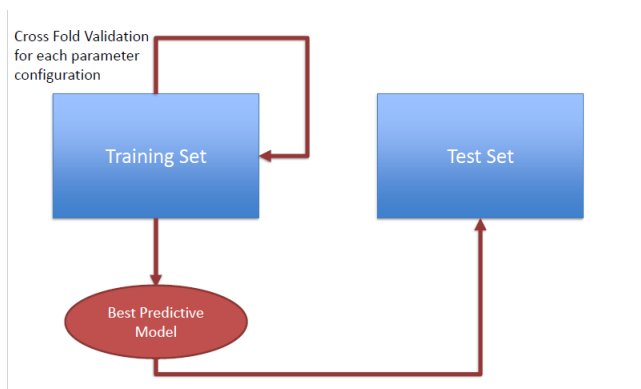 Cross Fold Validation
for each parameter
configuration
Training Set
Test Set
Best Predictive
Model